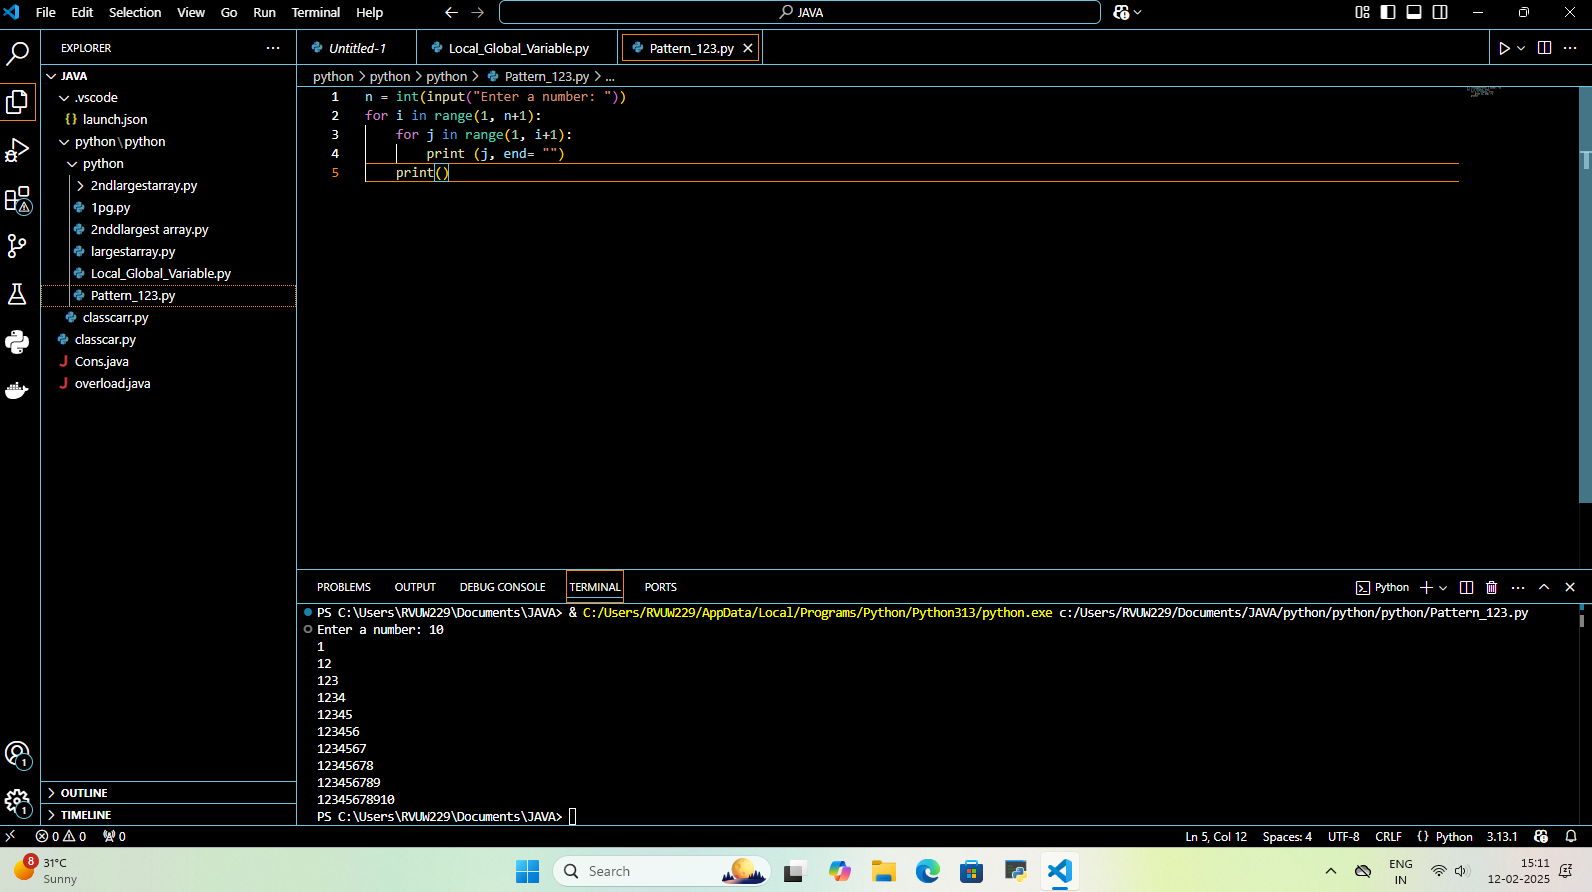 File Edit Selection View Go Run Terminal Help
JAVA
EXPLORER
Untitled-1 Local_Global_Variable.py Pattern_123.py
JAVA
python > python > python > Pattern_123.py > ...
.vscode
launch.json
python\python
python
2ndlargestarray.py
1pg.py
2nddlargest array.py
largestarray.py
Local_Global_Variable.py
Pattern_123.py
classcarr.py
classcar.py
J Cons.java
J overload.java
OUTLINE
TIMELINE
1 n = int(input("Enter a number: "))
2 for i in range(1, n+1):
3 for j in range(1, i+1):
4 print (j, end= "")
5 print()
PROBLEMS OUTPUT DEBUG CONSOLE TERMINAL PORTS
Python
PS C:\Users\RVUW229\Documents\JAVA> & C:/Users/RVUW229/AppData/Local/Programs/Python/Python313/python.exe c:/Users/RVUW229/Documents/JAVA/python/python/python/Pattern_123.py
Enter a number: 10
1
12
123
1234
12345
123456
1234567
12345678
123456789
12345678910
PS C:\Users\RVUW229\Documents\JAVA>
1
1
0 0 0
Ln 5, Col 12 Spaces: 4 UTF-8 CRLF {} Python 3.13.1
8
31°C
Sunny
Search
ENG
IN
15:11
12-02-2025